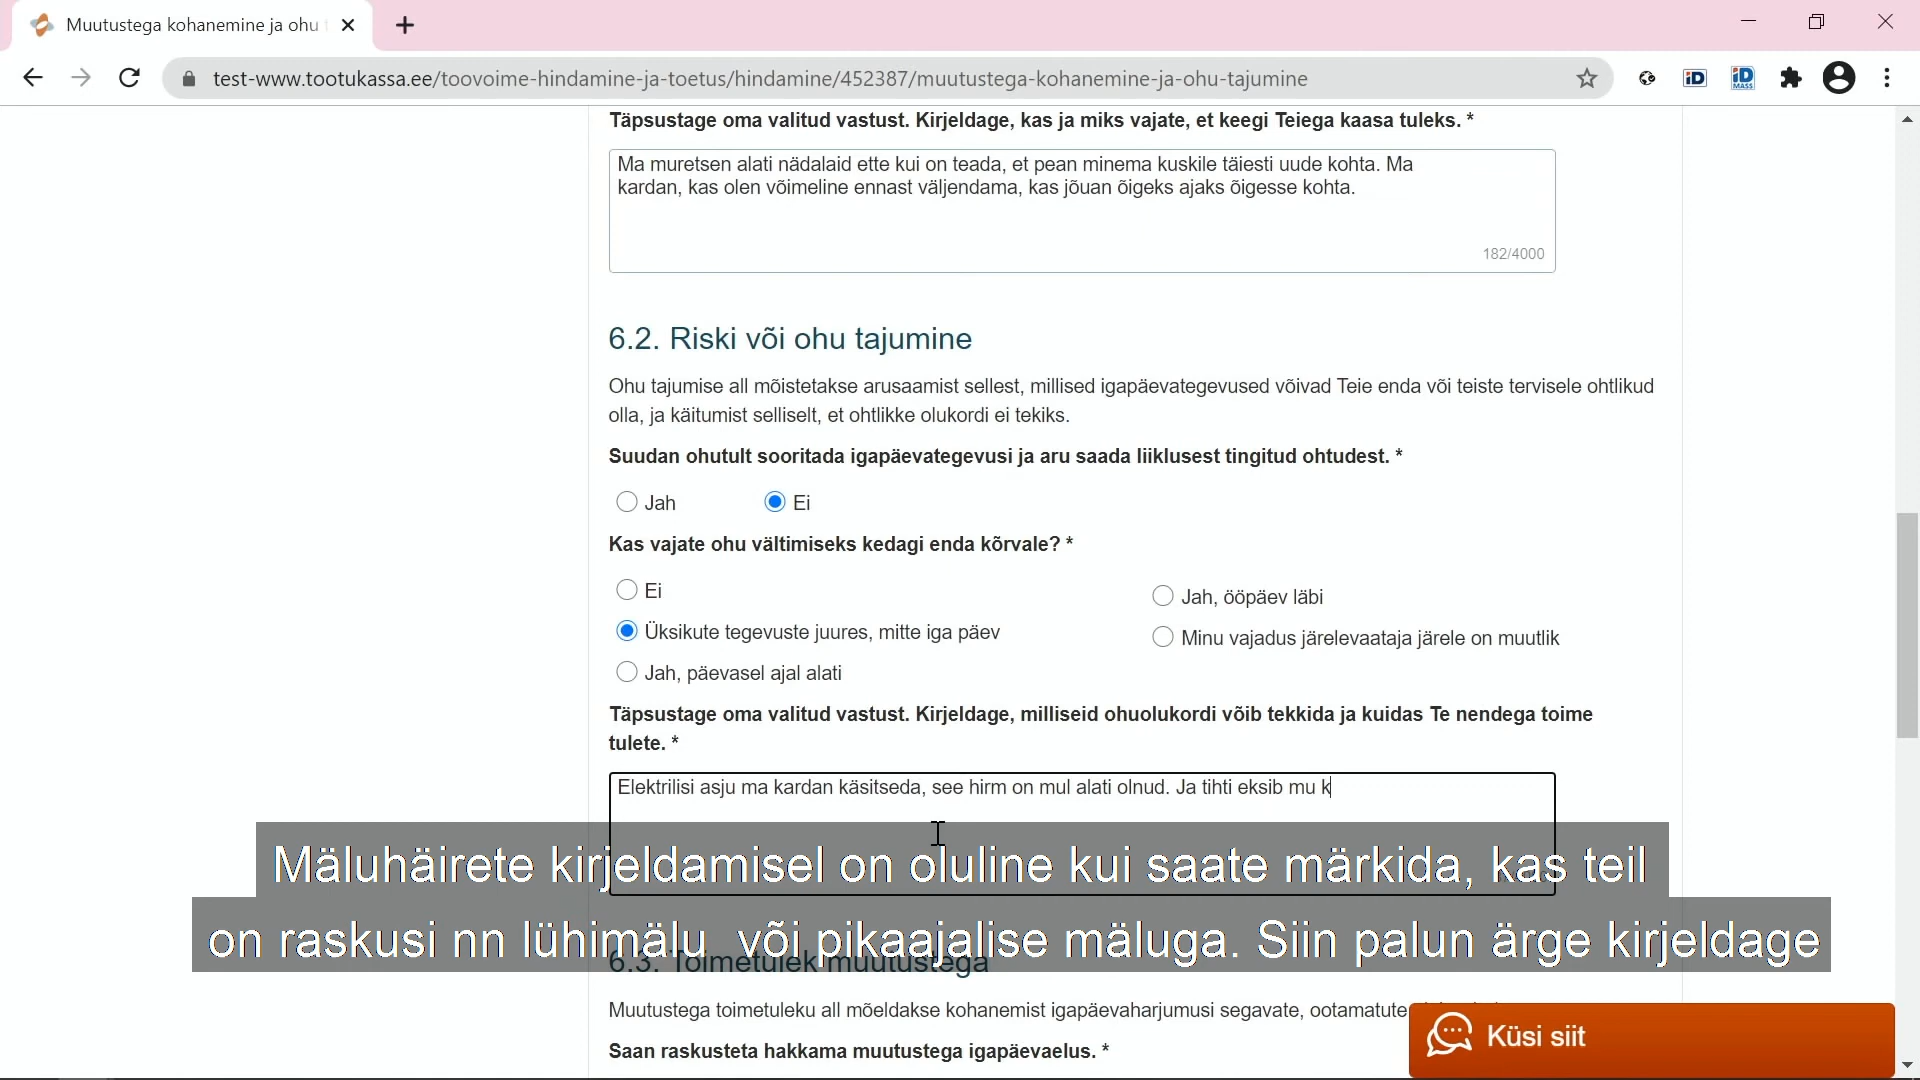 Muutustega kohanemine ja ohu
test-www.tootukassa.ee/toovoime-hindamine-ja-toetus/hindamine/452387/muutustega-kohanemine-ja-ohu-tajumine
iD
iD
MASS
Täpsustage oma valitud vastust. Kirjeldage, kas ja miks vajate, et keegi Teiega kaasa tuleks. *
Ma muretsen alati nädalaid ette kui on teada, et pean minema kuskile täiesti uude kohta. Ma
kardan, kas olen võimeline ennast väljendama, kas jõuan õigeks ajaks õigesse kohta.
182/4000
6.2. Riski või ohu tajumine
Ohu tajumise all mõistetakse arusaamist sellest, millised igapäevategevused võivad Teie enda või teiste tervisele ohtlikud
olla, ja käitumist selliselt, et ohtlikke olukordi ei tekiks.
Suudan ohutult sooritada igapäevategevusi ja aru saada liiklusest tingitud ohtudest. *
Jah Ei
Kas vajate ohu vältimiseks kedagi enda kõrvale? *
Ei
Jah, ööpäev läbi
Üksikute tegevuste juures, mitte iga päev
Minu vajadus järelevaataja järele on muutlik
Jah, päevasel ajal alati
Täpsustage oma valitud vastust. Kirjeldage, milliseid ohuolukordi võib tekkida ja kuidas Te nendega toime
tulete. *
Elektrilisi asju ma kardan käsitseda, see hirm on mul alati olnud. Ja tihti eksib mu k
Mäluhäirete kirjeldamisel on oluline kui saate märkida, kas teil
on raskusi nn lühimälu või pikaajalise mäluga. Siin palun ärge kirjeldage
6.3. Toimetulek muutustega
Muutustega toimetuleku all mõeldakse kohanemist igapäevaharjumusi segavate, ootamatute
Saan raskusteta hakkama muutustega igapäevaelus. *
Küsi siit